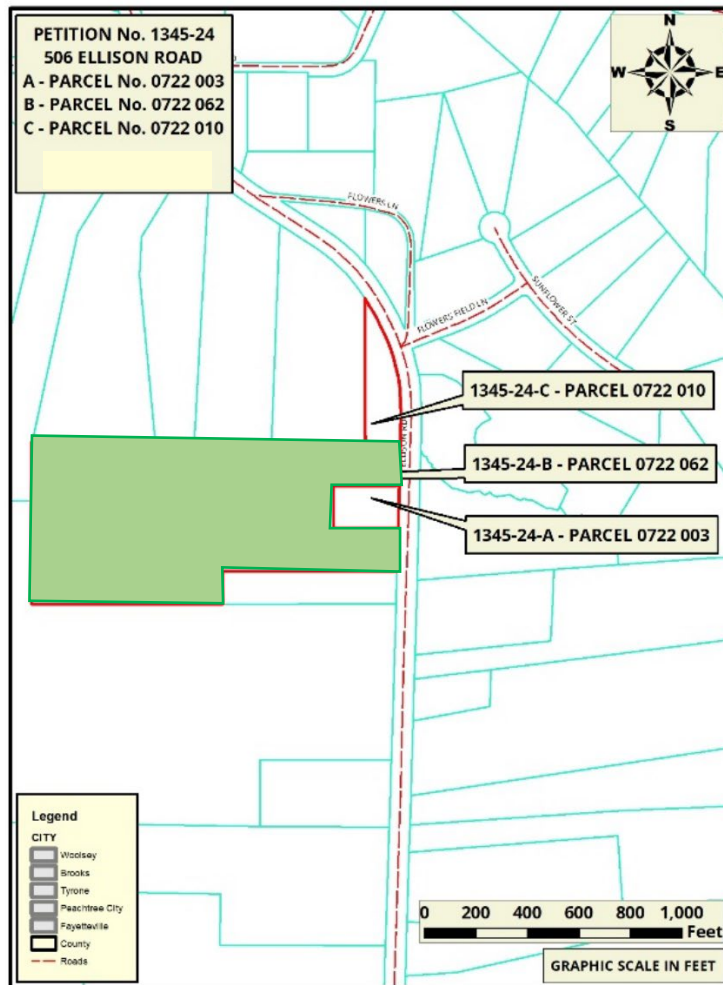 PETITION No. 1345-24
506 ELLISON ROAD
A - PARCEL No. 0722 003
B - PARCEL No. 0722 062
C - PARCEL No. 0722 010
N
W
E
S
FLOWERS LN
SUNFLOWER ST
FLOWERS FIELD LN
1345-24-C - PARCEL 0722 010
ELLISON RD
1345-24-B - PARCEL 0722 062
1345-24-A - PARCEL 0722 003
Legend
CITY
Woolsey
Brooks
Tyrone
Peachtree City
Fayetteville
County
Roads
0 200 400 600 800 1,000
Feet
GRAPHIC SCALE IN FEET